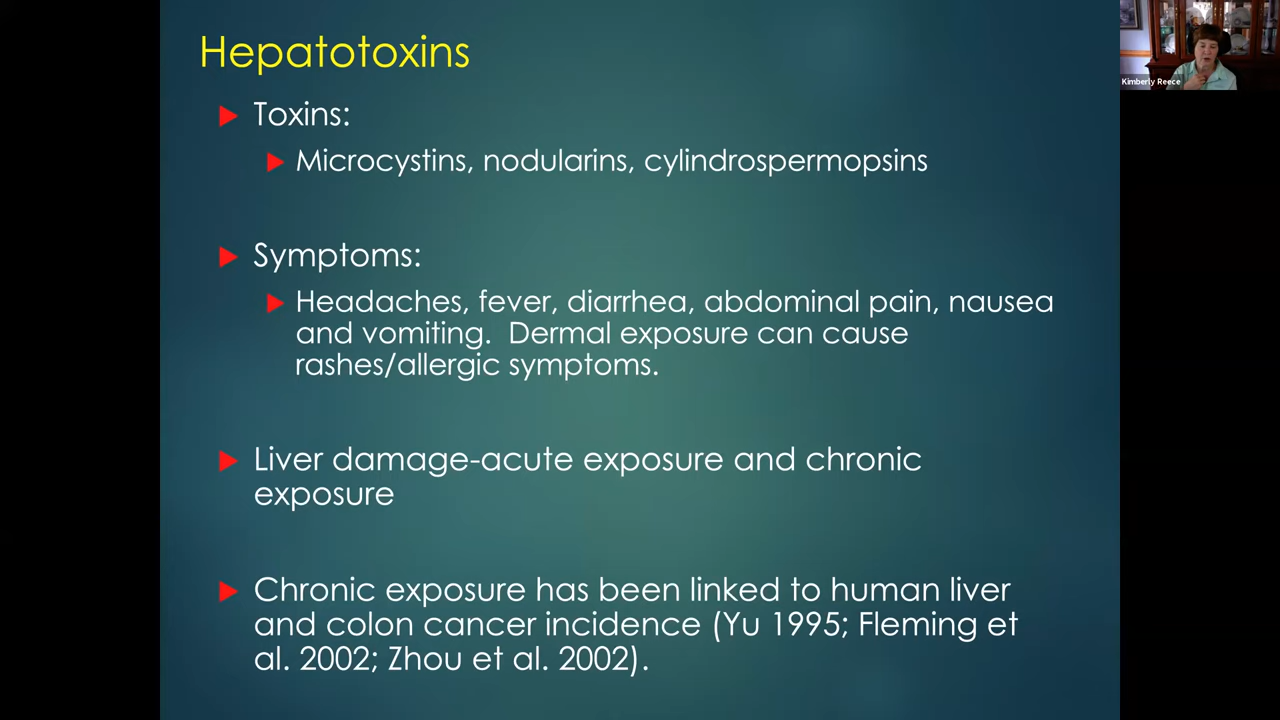 Hepatotoxins
Toxins:
Microcystins, nodularins, cylindrospermopsins
Symptoms:
Headaches, fever, diarrhea, abdominal pain, nausea
and vomiting.  Dermal exposure can cause
rashes/allergic symptoms.
Liver damage-acute exposure and chronic
exposure
Chronic exposure has been linked to human liver
and colon cancer incidence (Yu 1995; Fleming et
al. 2002; Zhou et al. 2002).
Kimberly Reece